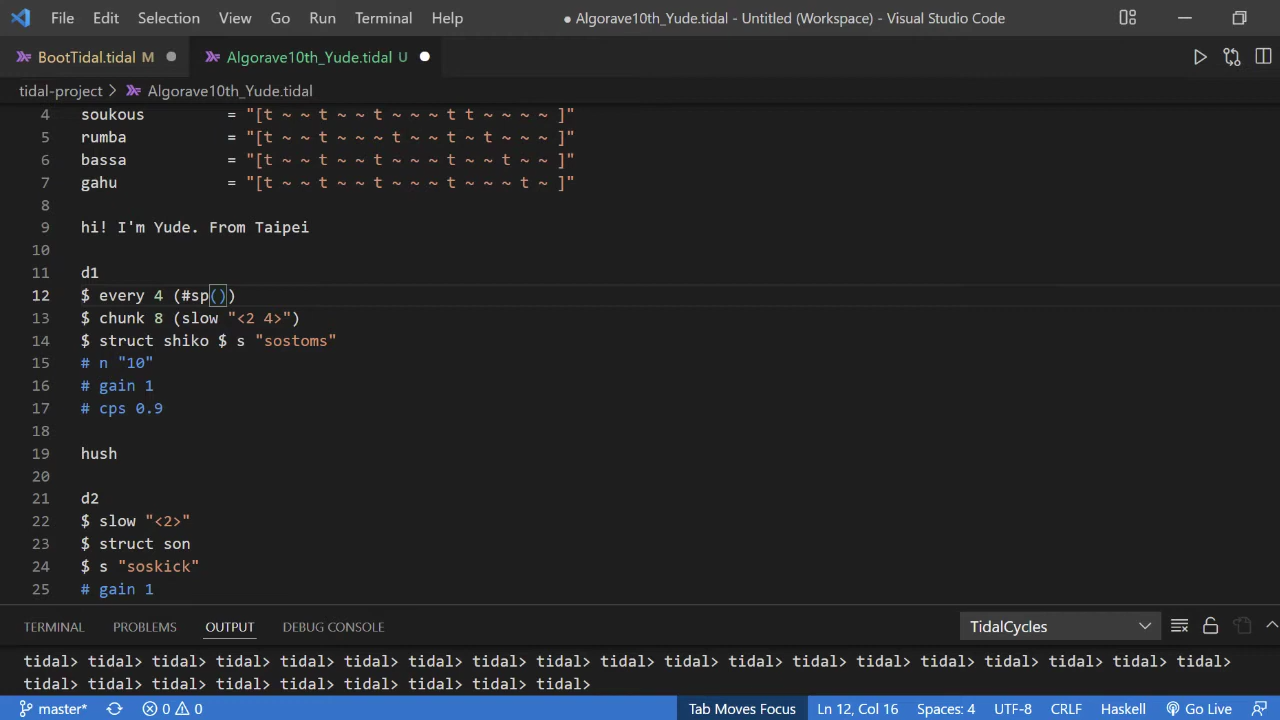 File Edit Selection View Go Run Terminal Help ● Algorave10th_Yude.tidal - Untitled (Workspace) - Visual Studio Code
BootTidal.tidal M ● Algorave10th_Yude.tidal U ●
tidal-project > Algorave10th_Yude.tidal
4 soukous = "[t ~ ~ t ~ ~ t ~ ~ ~ t t ~ ~ ~ ~ ]"
5 rumba = "[t ~ ~ t ~ ~ ~ t ~ ~ t ~ t ~ ~ ~ ]"
6 bassa = "[t ~ ~ t ~ ~ t ~ ~ ~ t ~ ~ t ~ ~ ]"
7 gahu = "[t ~ ~ t ~ ~ t ~ ~ ~ t ~ ~ ~ t ~ ]"
8
9 hi! I'm Yude. From Taipei
10
11 d1
12 $ every 4 (#sp())
13 $ chunk 8 (slow "<2 4>")
14 $ struct shiko $ s "sostoms"
15 # n "10"
16 # gain 1
17 # cps 0.9
18
19 hush
20
21 d2
22 $ slow "<2>"
23 $ struct son
24 $ s "soskick"
25 # gain 1
TERMINAL PROBLEMS OUTPUT DEBUG CONSOLE TidalCycles
tidal> tidal> tidal> tidal> tidal> tidal> tidal> tidal> tidal> tidal> tidal> tidal> tidal> tidal> tidal> tidal> tidal> tidal> tidal>
tidal> tidal> tidal> tidal> tidal> tidal> tidal> tidal> tidal>
master* 0 0 Tab Moves Focus Ln 12, Col 16 Spaces: 4 UTF-8 CRLF Haskell Go Live